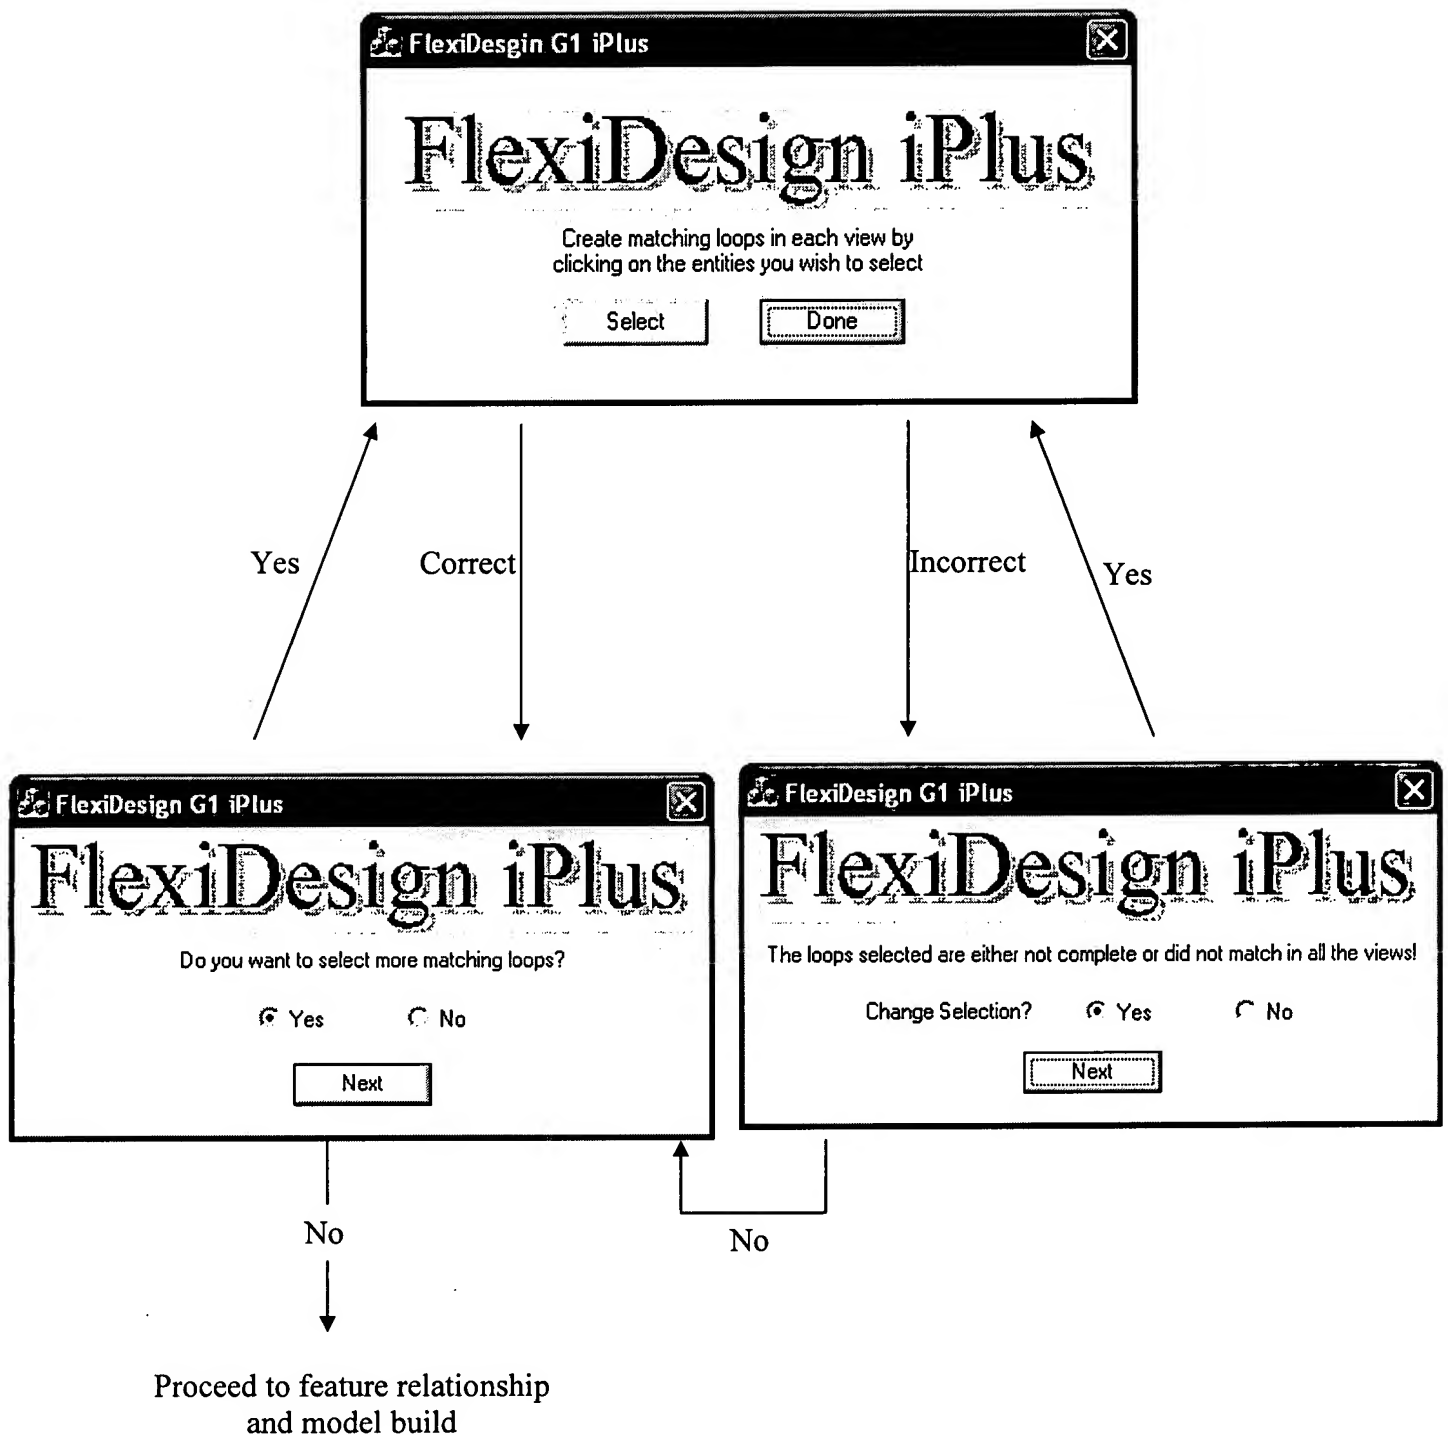 FlexiDesgin G1 iPlus
FlexiDesign iPlus
Create matching loops in each view by
clicking on the entities you wish to select
Select Done
Yes Correct Incorrect Yes
FlexiDesign G1 iPlus
FlexiDesign iPlus
Do you want to select more matching loops?
Yes No
Next
FlexiDesign G1 iPlus
FlexiDesign iPlus
The loops selected are either not complete or did not match in all the views!
Change Selection? Yes No
Next
No
No
Proceed to feature relationship
and model build